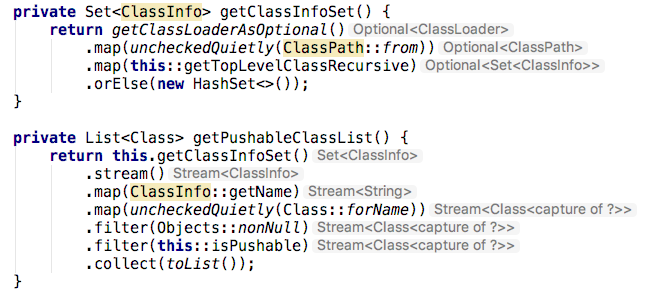 private Set<ClassInfo> getClassInfoSet() {
    return getClassLoaderAsOptional() Optional<ClassLoader>
        .map(uncheckedQuietly(ClassPath::from)) Optional<ClassPath>
        .map(this::getTopLevelClassRecursive) Optional<Set<ClassInfo>>
        .orElse(new HashSet<>());
}

private List<Class> getPushableClassList() {
    return this.getClassInfoSet() Set<ClassInfo>
        .stream() Stream<ClassInfo>
        .map(ClassInfo::getName) Stream<String>
        .map(uncheckedQuietly(Class::forName)) Stream<Class<capture of ?>>
        .filter(Objects::nonNull) Stream<Class<capture of ?>>
        .filter(this::isPushable) Stream<Class<capture of ?>>
        .collect(toList());
}